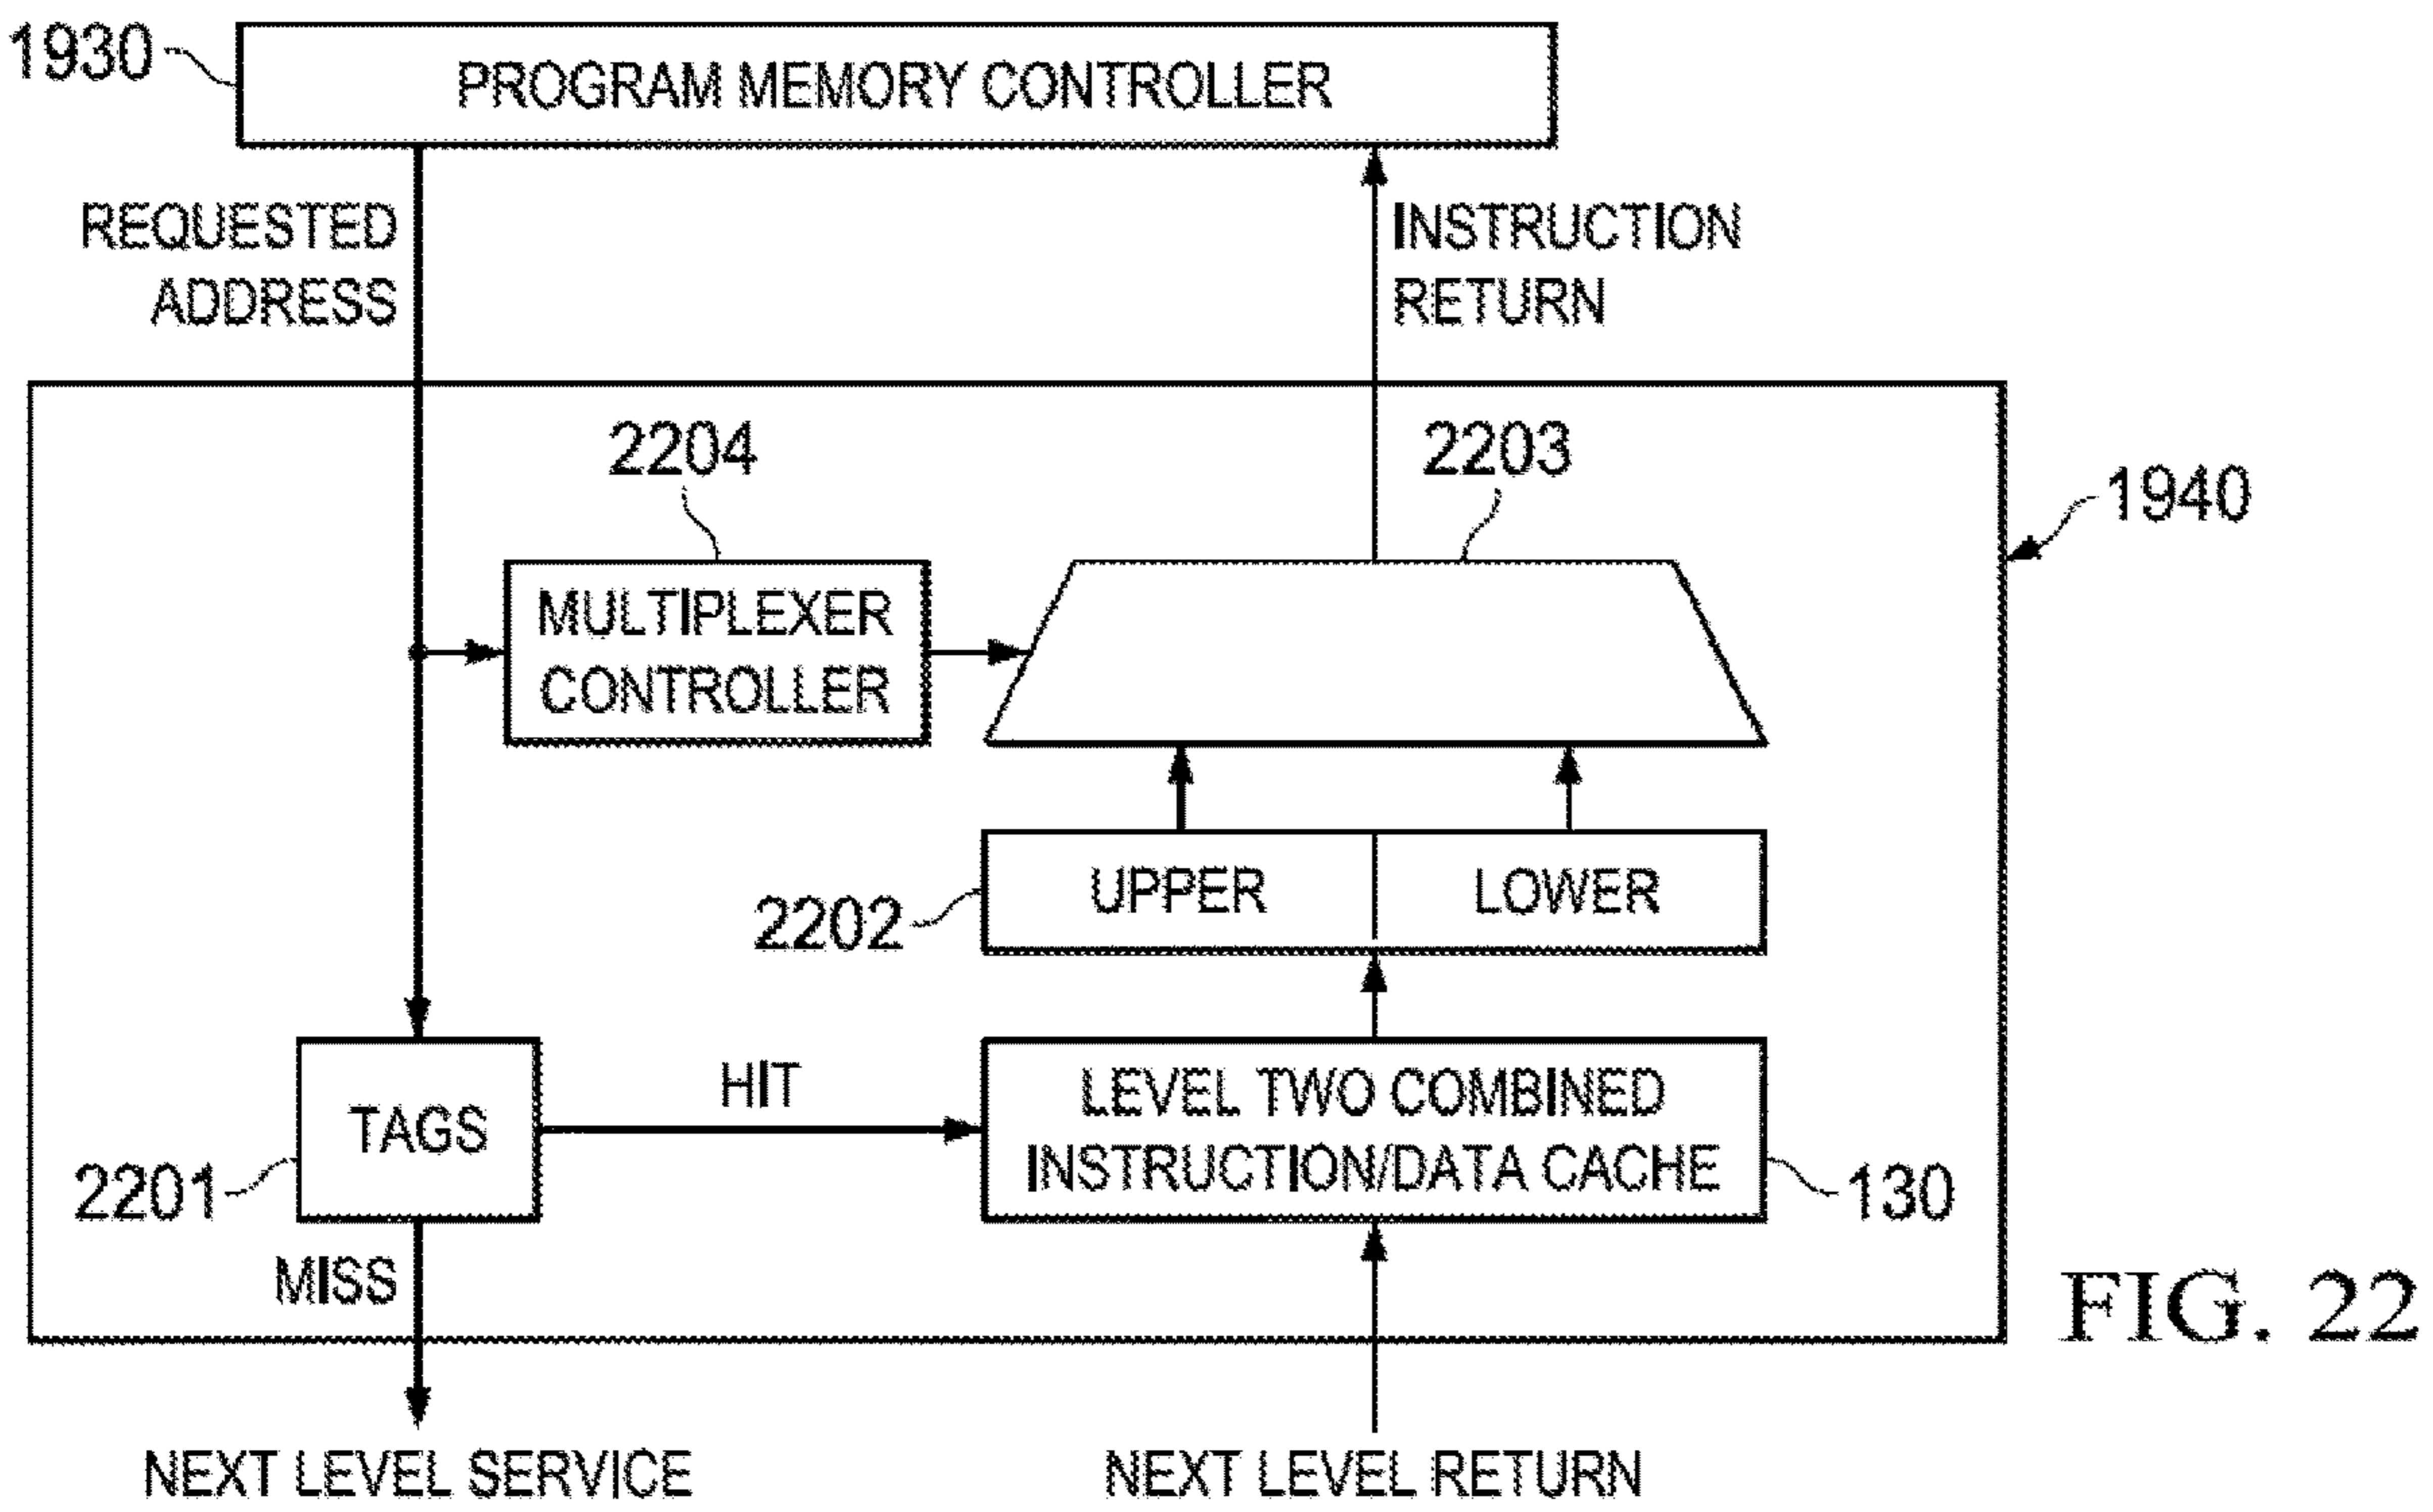 1930
PROGRAM MEMORY CONTROLLER
REQUESTED
ADDRESS
INSTRUCTION
RETURN
2204
2203
1940
MULTIPLEXER
CONTROLLER
UPPER
LOWER
2202
TAGS
HIT
LEVEL TWO COMBINED
INSTRUCTION/DATA CACHE
2201
130
MISS
FIG. 22
NEXT LEVEL SERVICE
NEXT LEVEL RETURN